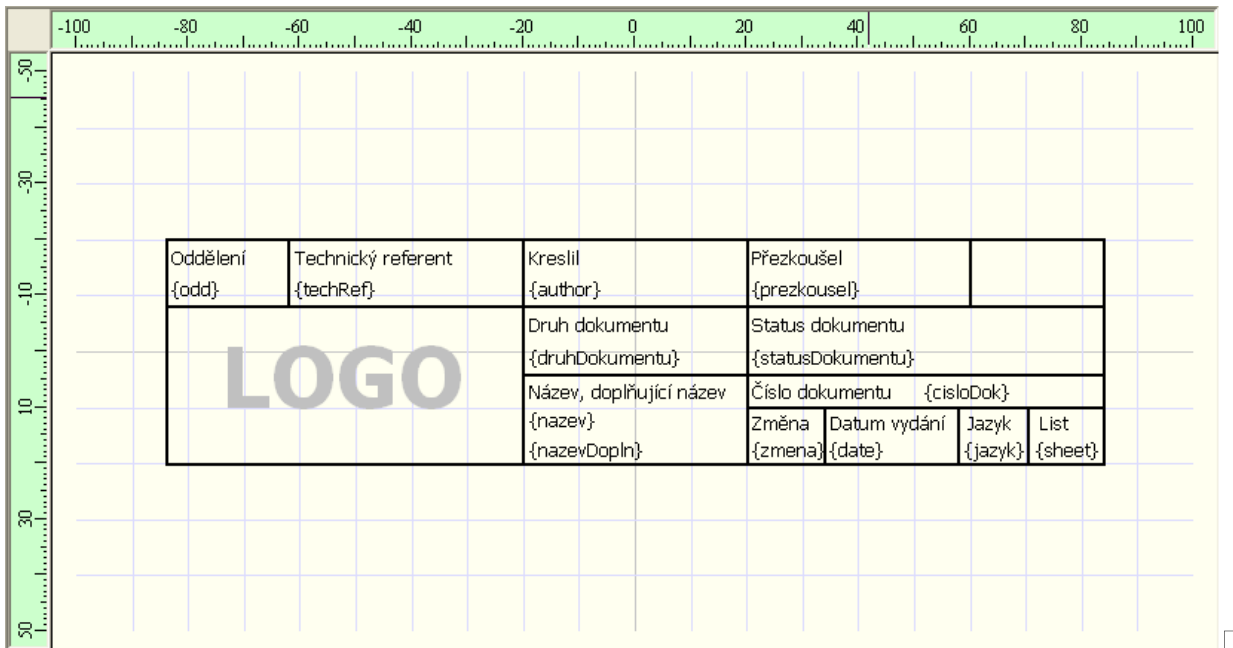 -100 -80 -60 -40 -20 0 20 40 60 80 100
-50
-30
-10
10
30
50
Oddělení Technický referent Kreslil Přezkoušel
{odd} {techRef} {author} {prezkousel}
LOGO
Druh dokumentu Status dokumentu
{druhDokumentu} {statusDokumentu}
Název, doplňující název Číslo dokumentu {cisloDok}
{nazev} Změna Datum vydání Jazyk List
{nazevDopln} {zmena} {date} {jazyk} {sheet}